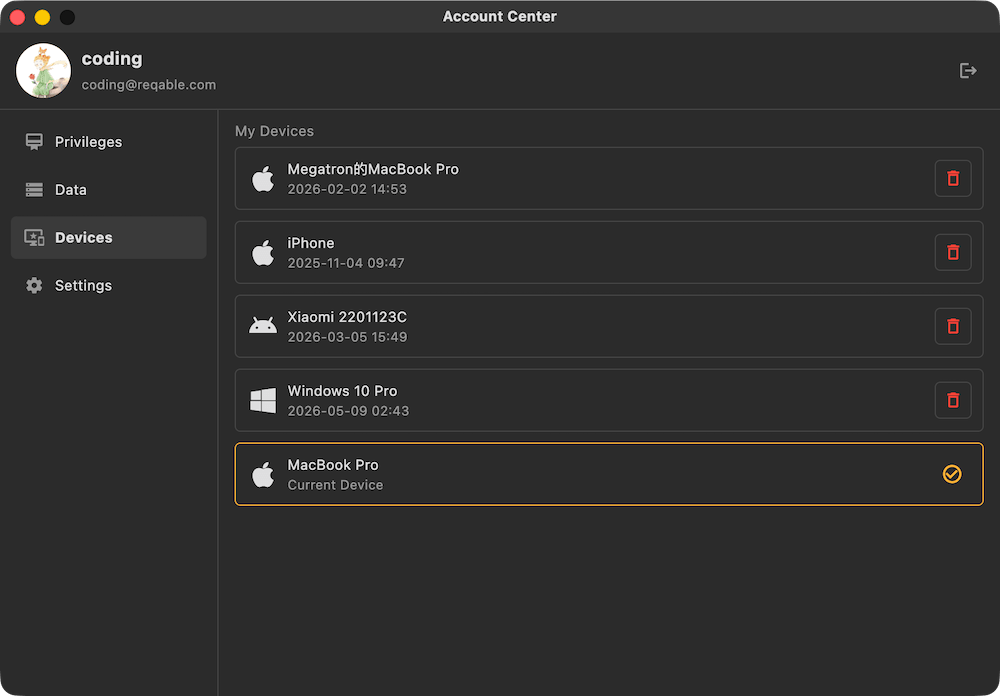 Account Center
coding
coding@reqable.com
Privileges
Data
Devices
Settings
My Devices
Megatron的MacBook Pro
2026-02-02 14:53
iPhone
2025-11-04 09:47
Xiaomi 2201123C
2026-03-05 15:49
Windows 10 Pro
2026-05-09 02:43
MacBook Pro
Current Device